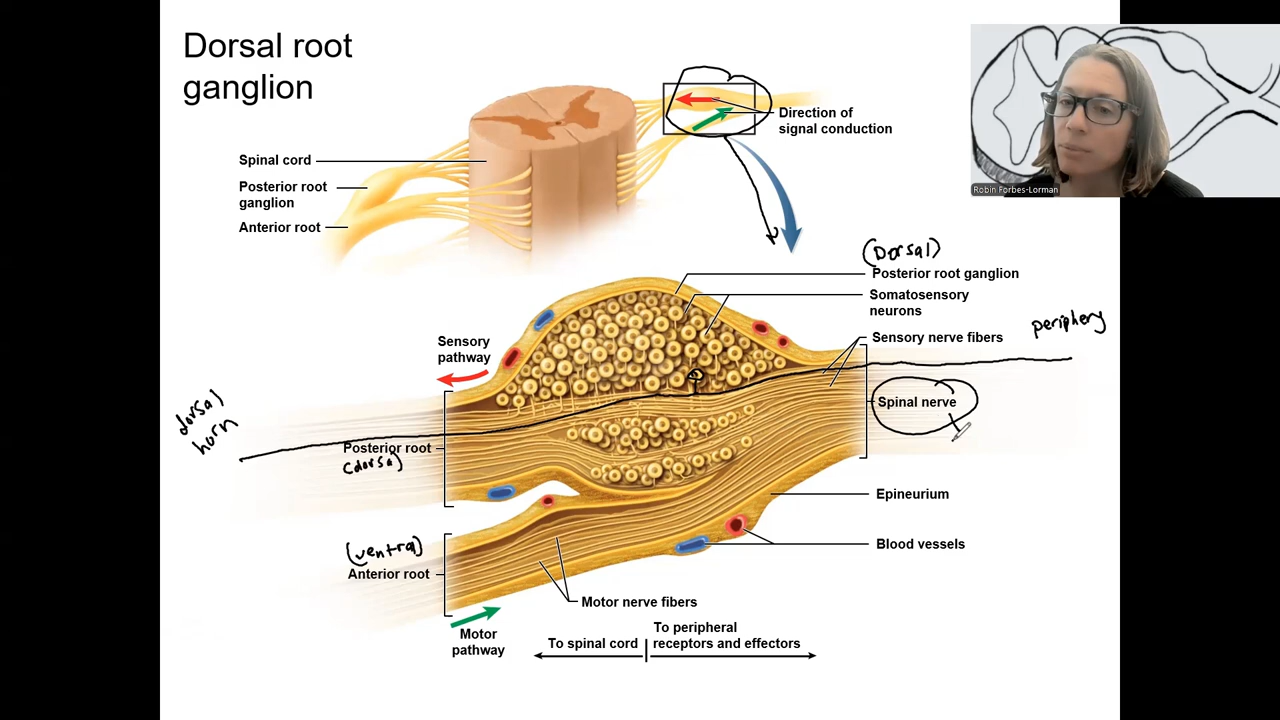 Dorsal root
ganglion
Robin Forbes-Lorman
Direction of
signal conduction
Spinal cord
Posterior root
ganglion
Anterior root
(Dorsal)
Posterior root ganglion
Somatosensory
neurons
Sensory nerve fibers
periphery
Sensory
pathway
Spinal nerve
dorsal
horn
Posterior root
(dorsal)
Epineurium
Blood vessels
(ventral)
Anterior root
Motor nerve fibers
Motor
pathway
To spinal cord
To peripheral
receptors and effectors